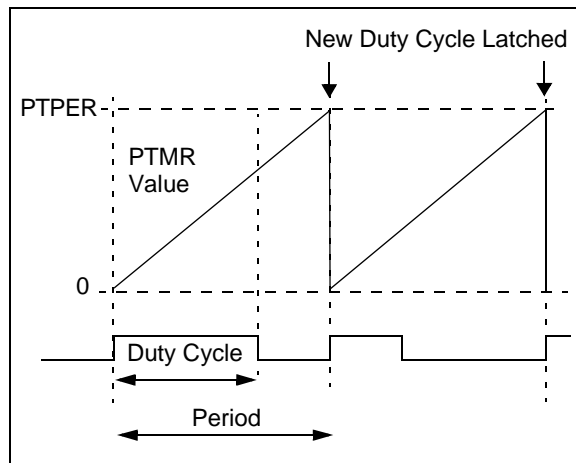 New Duty Cycle Latched
PTPER
PTMR
Value
0
Duty Cycle
Period